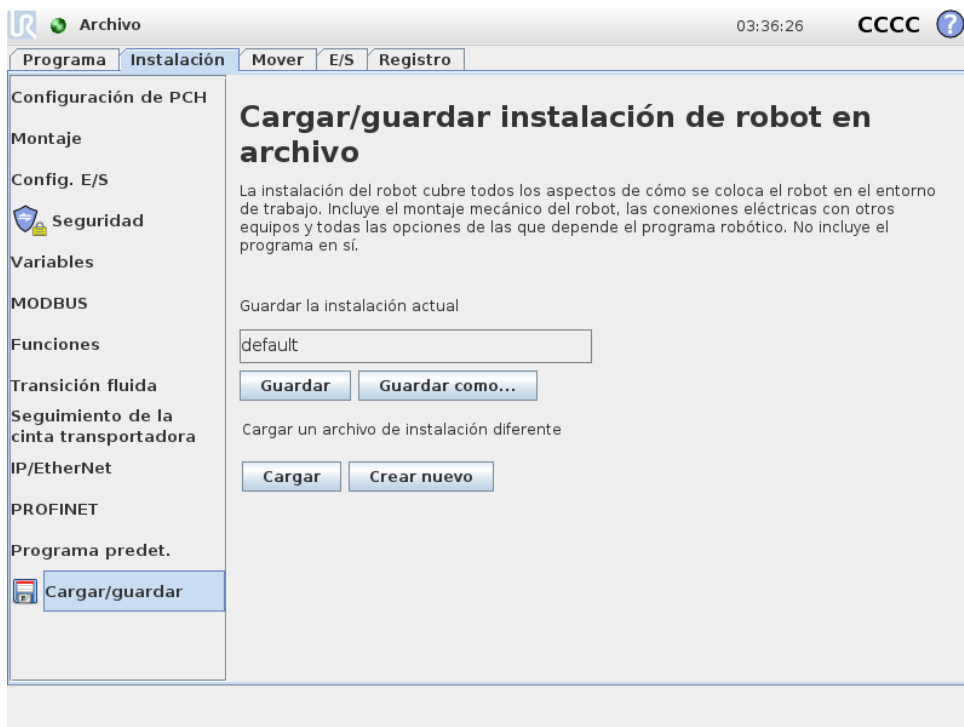 UR Archivo 03:36:26 CCCC ?
Programa Instalación Mover E/S Registro
Configuración de PCH
Montaje
Config. E/S
Seguridad
Variables
MODBUS
Funciones
Transición fluida
Seguimiento de la
cinta transportadora
IP/EtherNet
PROFINET
Programa predet.
Cargar/guardar
Cargar/guardar instalación de robot en
archivo
La instalación del robot cubre todos los aspectos de cómo se coloca el robot en el entorno
de trabajo. Incluye el montaje mecánico del robot, las conexiones eléctricas con otros
equipos y todas las opciones de las que depende el programa robótico. No incluye el
programa en sí.
Guardar la instalación actual
default
Guardar Guardar como...
Cargar un archivo de instalación diferente
Cargar Crear nuevo